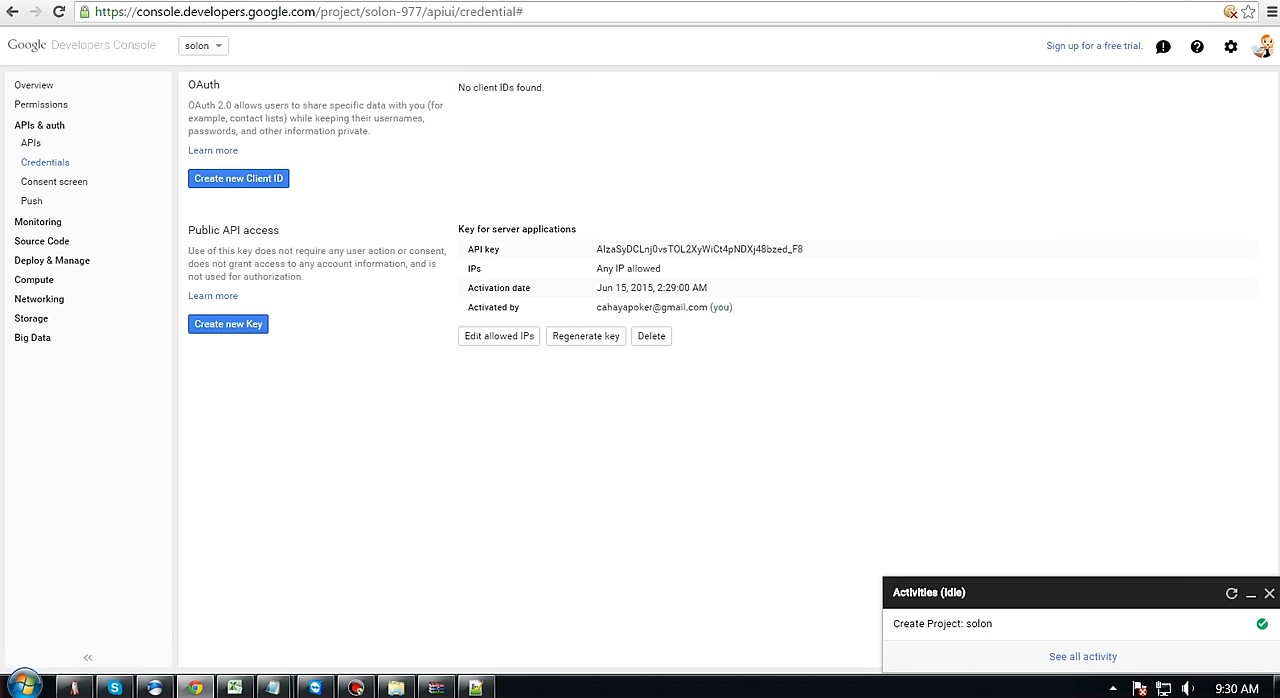 https://console.developers.google.com/project/solon-977/apiui/credential#
Google Developers Console
solon
Sign up for a free trial.
Overview
Permissions
APIs & auth
APIs
Credentials
Consent screen
Push
Monitoring
Source Code
Deploy & Manage
Compute
Networking
Storage
Big Data
OAuth
OAuth 2.0 allows users to share specific data with you (for
example, contact lists) while keeping their usernames,
passwords, and other information private.
Learn more
Create new Client ID
No client IDs found.
Public API access
Use of this key does not require any user action or consent,
does not grant access to any account information, and is
not used for authorization.
Learn more
Create new Key
Key for server applications
API key AIzaSyDCLnj0vsTOL2XyWiCt4pNDXj48bzed_F8
IPs Any IP allowed
Activation date Jun 15, 2015, 2:29:00 AM
Activated by cahayapoker@gmail.com (you)
Edit allowed IPs Regenerate key Delete
Activities (Idle)
Create Project: solon
See all activity
9:30 AM